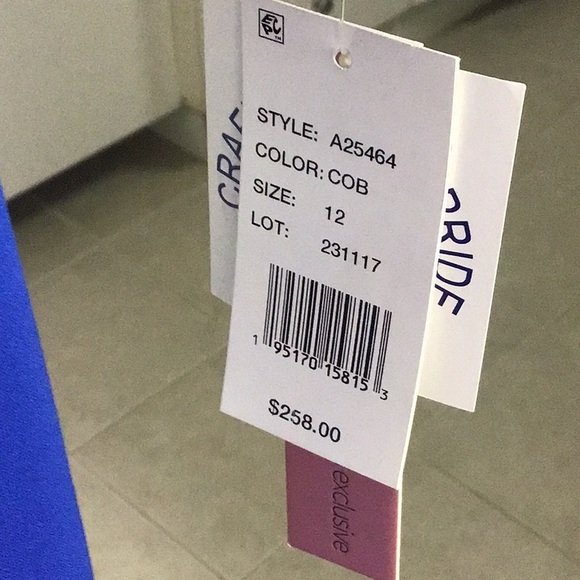 STYLE: A25464
COLOR: COB
SIZE: 12
LOT: 231117
1 95170 15815 3
$258.00
exclusive